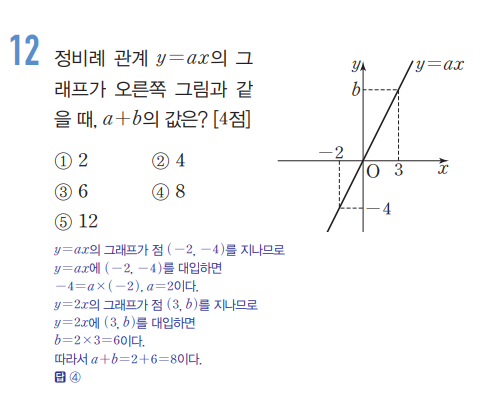 12 정비례 관계 y=ax의 그
래프가 오른쪽 그림과 같
을 때, a+b의 값은? [4점]
① 2 ② 4
③ 6 ④ 8
⑤ 12
y
y=ax
b
-2
O 3 x
-4
y=ax의 그래프가 점 (-2, -4)를 지나므로
y=ax에 (-2, -4)를 대입하면
-4=a×(-2), a=2이다.
y=2x의 그래프가 점 (3, b)를 지나므로
y=2x에 (3, b)를 대입하면
b=2×3=6이다.
따라서 a+b=2+6=8이다.
답 ④